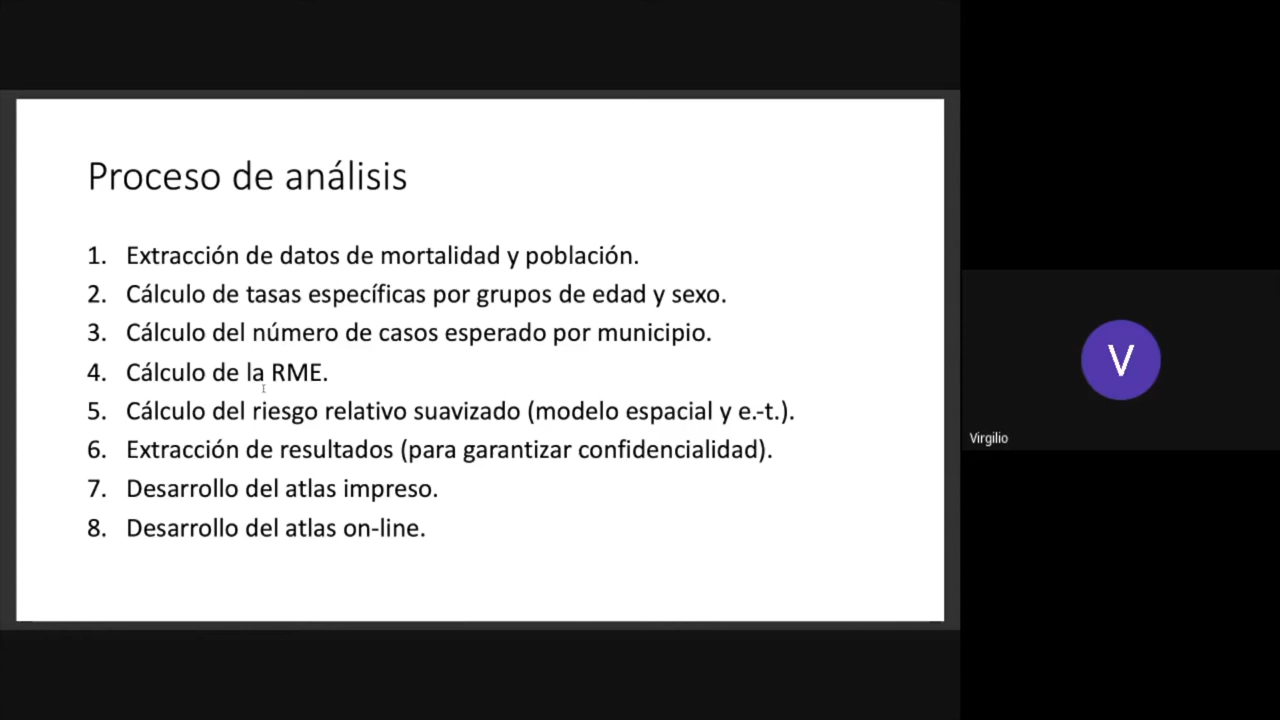 Proceso de análisis
1. Extracción de datos de mortalidad y población.
2. Cálculo de tasas específicas por grupos de edad y sexo.
3. Cálculo del número de casos esperado por municipio.
4. Cálculo de la RME.
5. Cálculo del riesgo relativo suavizado (modelo espacial y e.-t.).
6. Extracción de resultados (para garantizar confidencialidad).
7. Desarrollo del atlas impreso.
8. Desarrollo del atlas on-line.
V
Virgilio